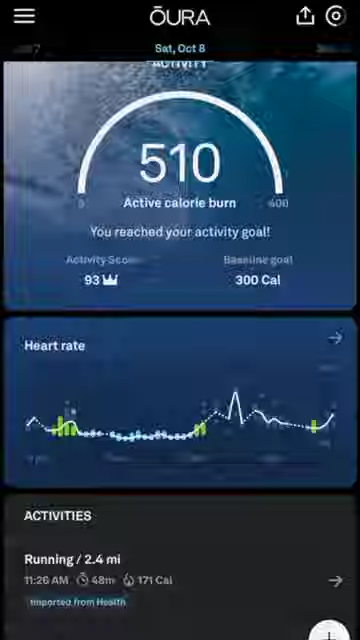 ŌURA
Sat, Oct 8
ACTIVITY
510
0 Active calorie burn 400
You reached your activity goal!
Activity Score Baseline goal
93 300 Cal
Heart rate
ACTIVITIES
Running / 2.4 mi
11:26 AM 48m 171 Cal
Imported from Health